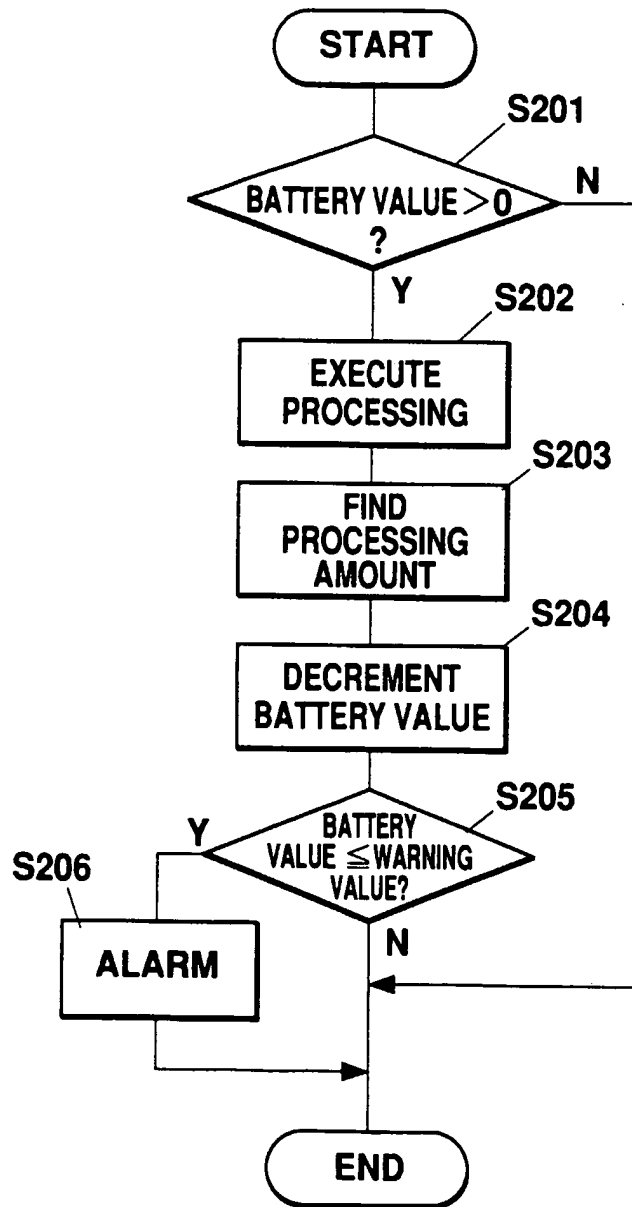 START
S201
BATTERY VALUE >0
?
N
Y
S202
EXECUTE
PROCESSING
S203
FIND
PROCESSING
AMOUNT
S204
DECREMENT
BATTERY VALUE
S205
BATTERY
VALUE ≦ WARNING
VALUE?
Y
N
S206
ALARM
END